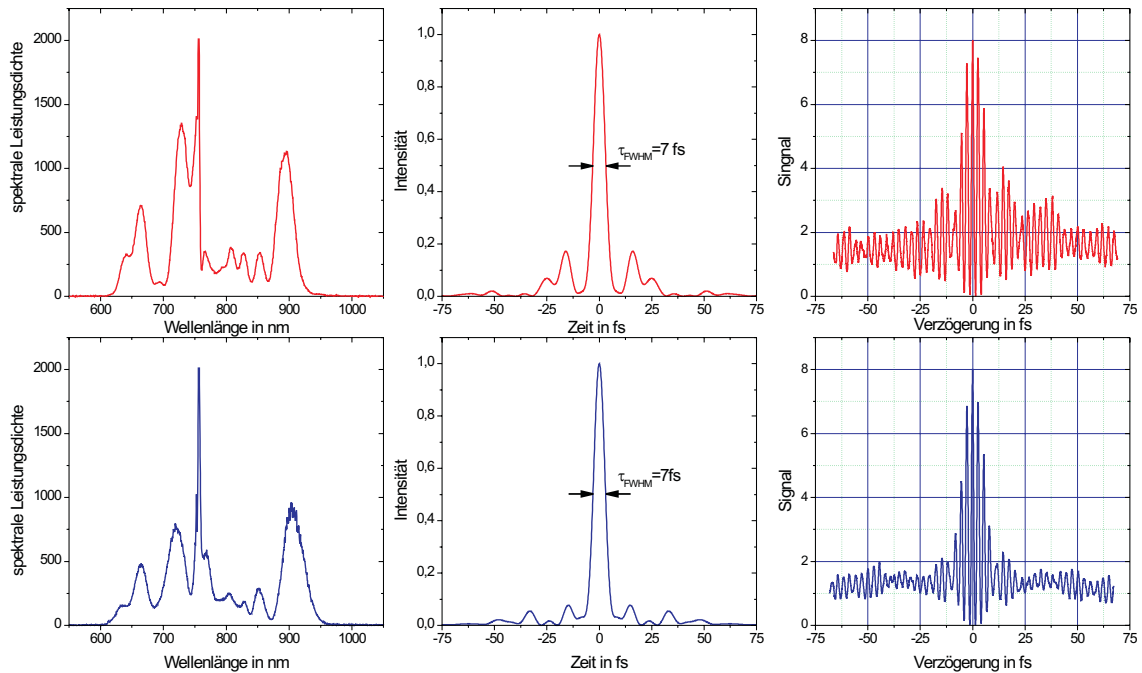 spektrale Leistungsdichte
2000
1500
1000
500
0
600 700 800 900 1000
Wellenlänge in nm
Intensität
1,0
0,8
0,6
0,4
0,2
0,0
τFWHM=7 fs
-75 -50 -25 0 25 50 75
Zeit in fs
Singnal
8
6
4
2
0
-75 -50 -25 0 25 50 75
Verzögerung in fs
spektrale Leistungsdichte
2000
1500
1000
500
0
600 700 800 900 1000
Wellenlänge in nm
Intensität
1,0
0,8
0,6
0,4
0,2
0,0
τFWHM=7fs
-75 -50 -25 0 25 50 75
Zeit in fs
Signal
8
6
4
2
0
-75 -50 -25 0 25 50 75
Verzögerung in fs